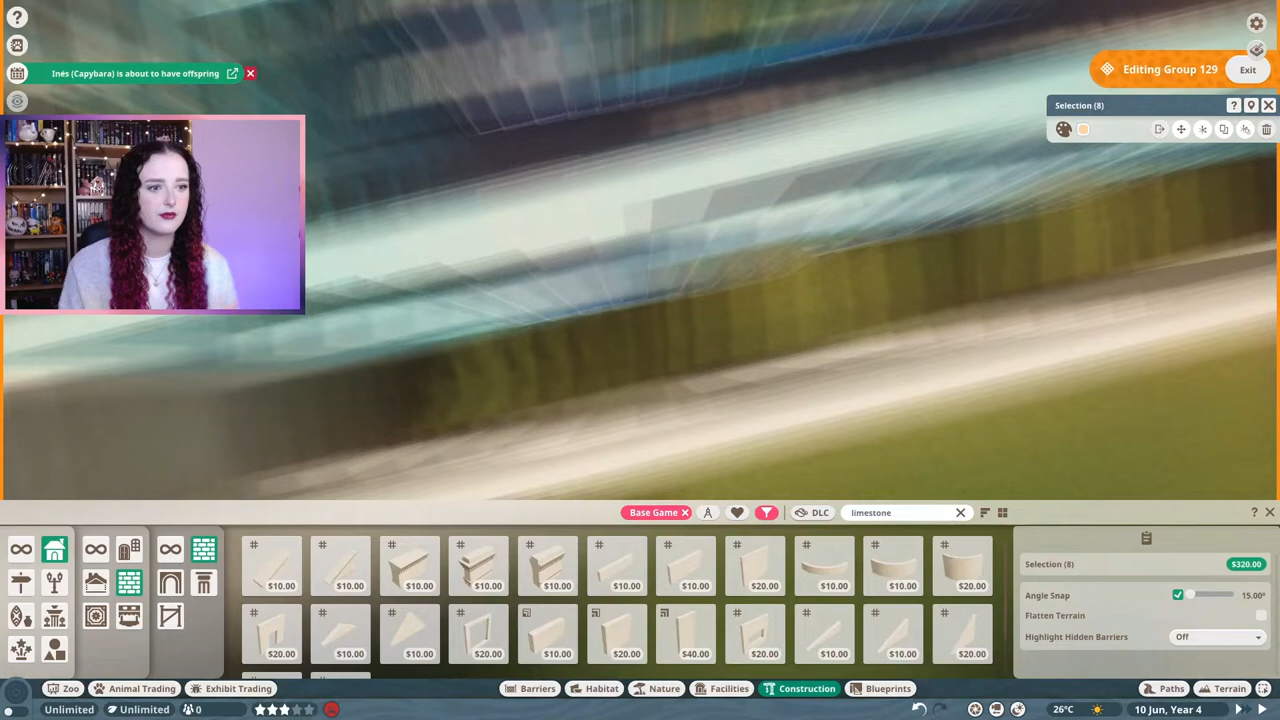 Inés (Capybara) is about to have offspring
Editing Group 129
Exit
Selection (8)
?
Base Game
DLC
limestone
?
$10.00 $10.00 $10.00 $10.00 $10.00 $10.00 $10.00 $20.00 $10.00 $10.00 $20.00
$20.00 $10.00 $10.00 $20.00 $10.00 $20.00 $40.00 $20.00 $10.00 $10.00 $20.00
Selection (8)
$320.00
Angle Snap
15.00°
Flatten Terrain
Highlight Hidden Barriers
Off
Zoo
Animal Trading
Exhibit Trading
Barriers
Habitat
Nature
Facilities
Construction
Blueprints
Paths
Terrain
Unlimited
Unlimited
0
26°C
10 Jun, Year 4